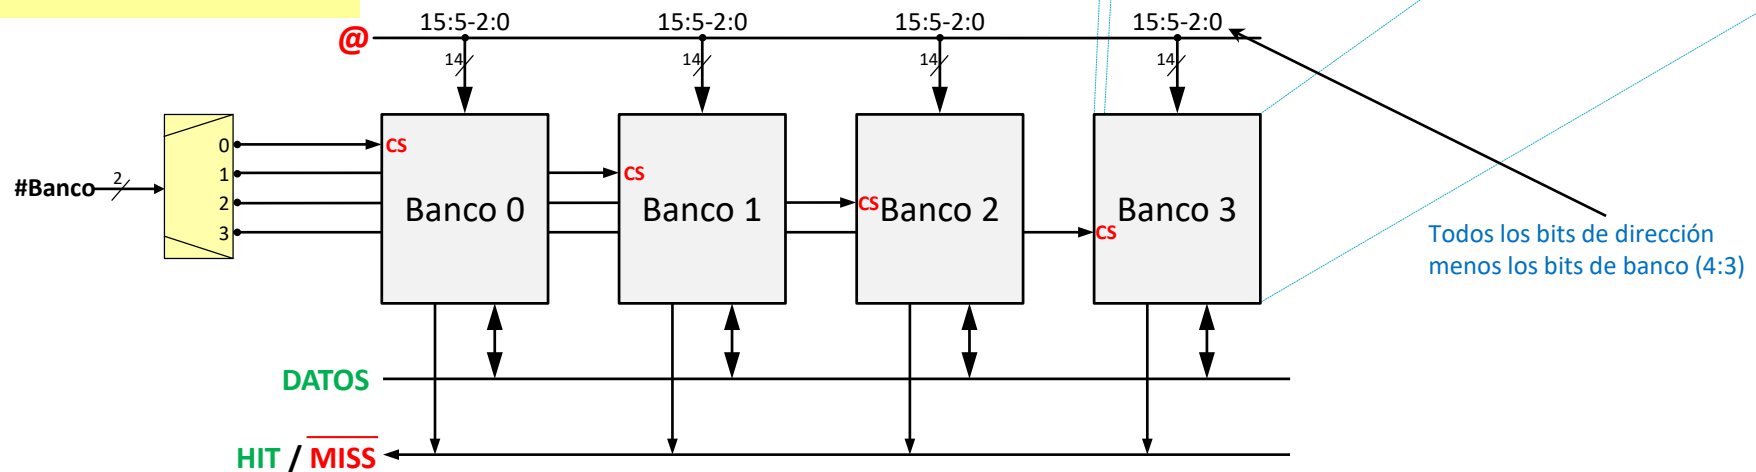 15:5-2:0 15:5-2:0 15:5-2:0 15:5-2:0
@
14 14 14 14
0 CS
1 CS
#Banco 2
2 CS
3 CS
Banco 0 Banco 1 Banco 2 Banco 3
Todos los bits de dirección
menos los bits de banco (4:3)
DATOS
HIT / MISS